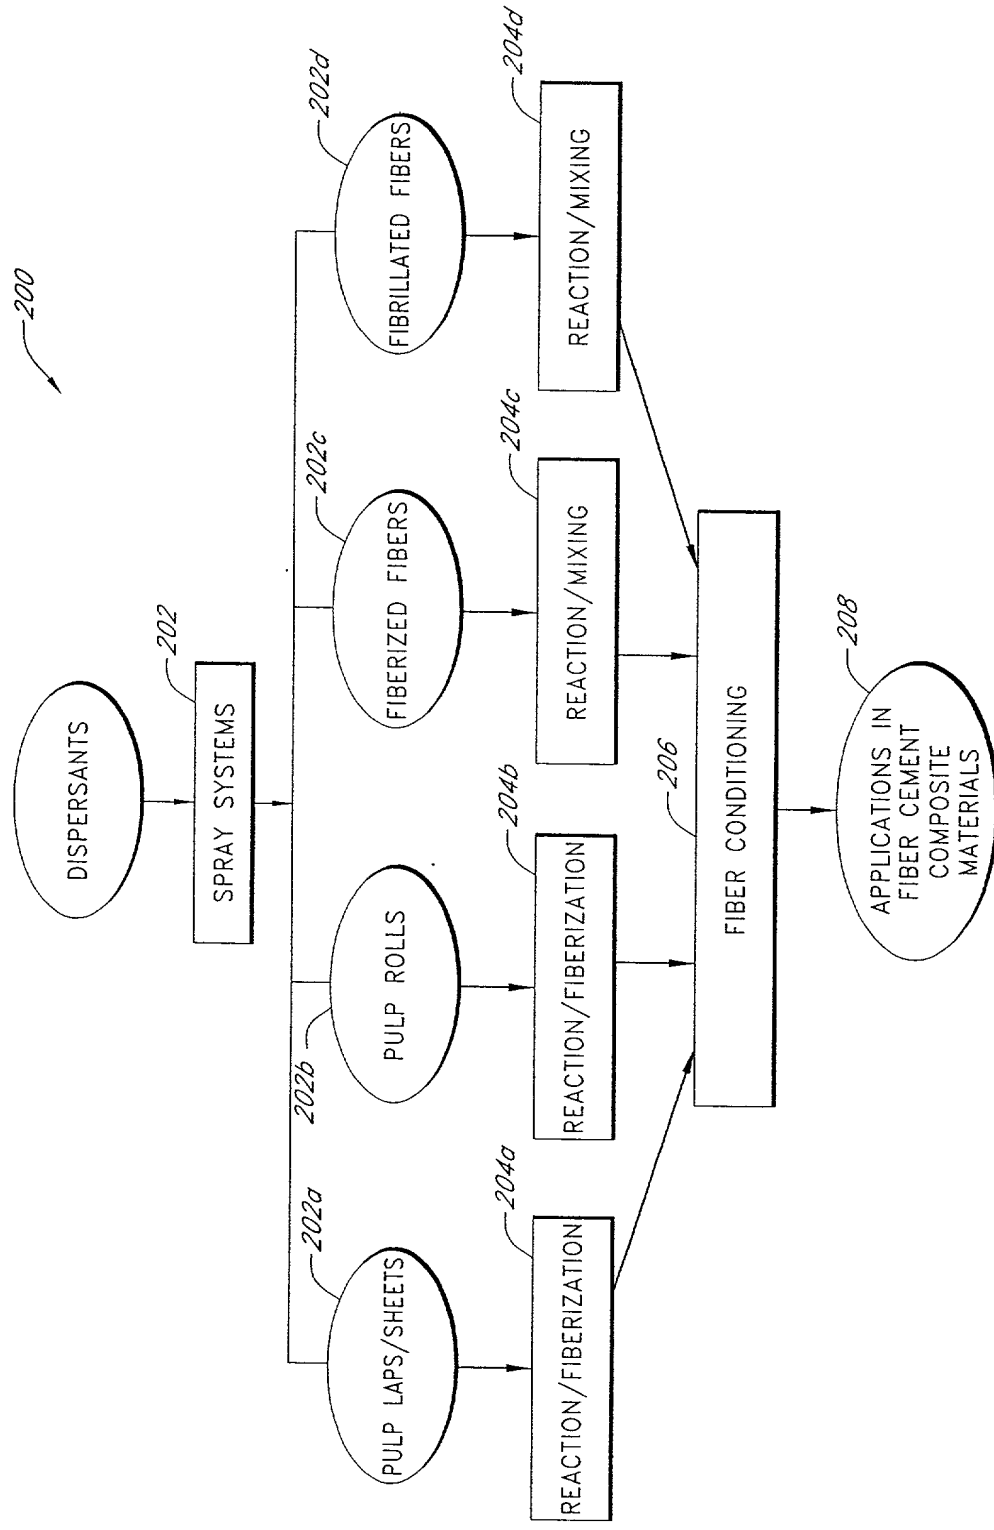 200
DISPERSANTS
202
SPRAY SYSTEMS
202a
PULP LAPS/SHEETS
202b
PULP ROLLS
202c
FIBERIZED FIBERS
202d
FIBRILLATED FIBERS
204a
REACTION/FIBERIZATION
204b
REACTION/FIBERIZATION
204c
REACTION/MIXING
204d
REACTION/MIXING
206
FIBER CONDITIONING
208
APPLICATIONS IN
FIBER CEMENT
COMPOSITE
MATERIALS